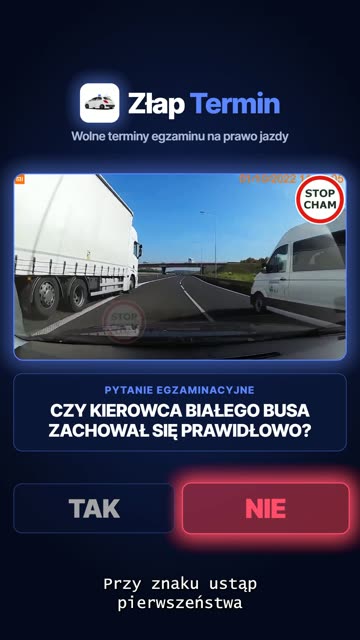 Złap Termin
Wolne terminy egzaminu na prawo jazdy
STOP
CHAM
STOP
PYTANIE EGZAMINACYJNE
CZY KIEROWCA BIAŁEGO BUSA
ZACHOWAŁ SIĘ PRAWIDŁOWO?
TAK
NIE
Przy znaku ustąp
pierwszeństwa